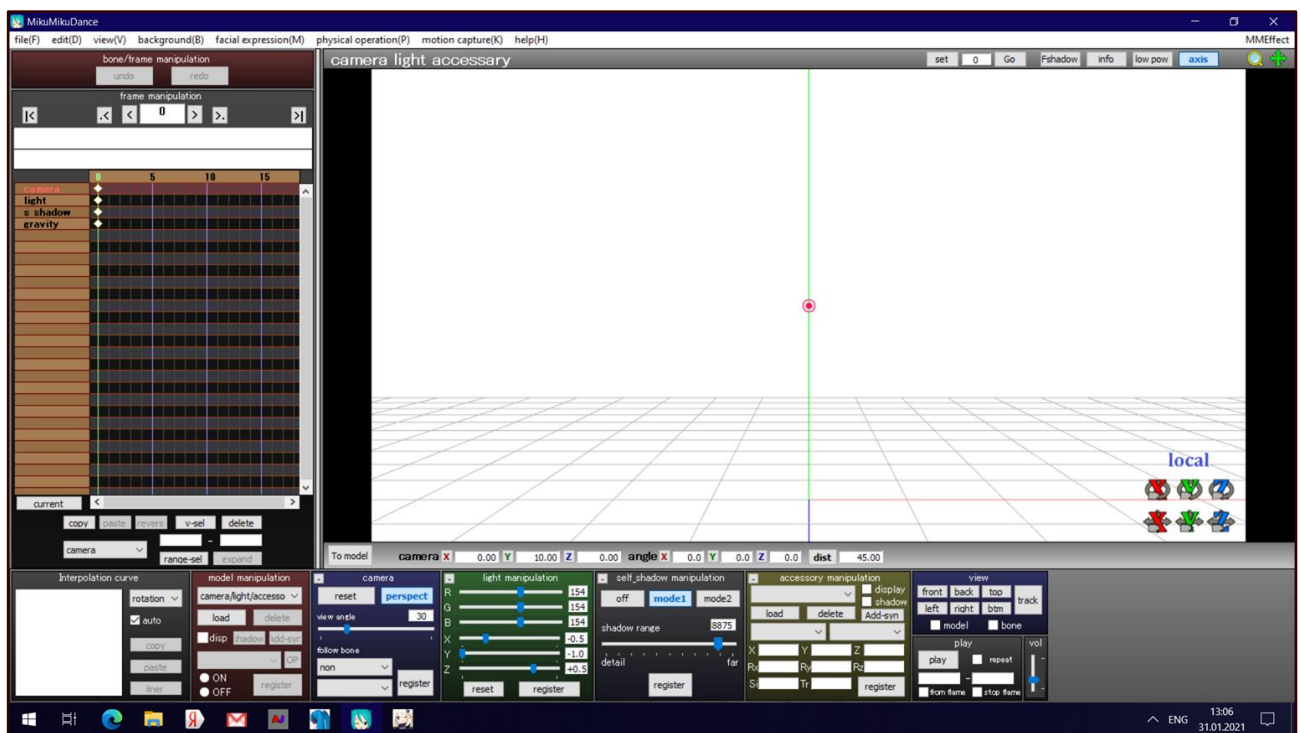 MikuMikuDance
file(F) edit(D) view(V) background(B) facial expression(M) physical operation(P) motion capture(K) help(H) MMEffect
bone/frame manipulation
undo redo
frame manipulation
|< .< < 0 > >. >|
0 5 10 15
camera
light
s shadow
gravity
current < >
copy paste revers v-sel delete
camera -
range-sel expand
camera light accessary
set 0 Go Fshadow info low pow axis
local
X Y Z
X Y Z
To model camera X 0.00 Y 10.00 Z 0.00 angle X 0.0 Y 0.0 Z 0.0 dist 45.00
Interpolation curve
rotation
auto
copy
paste
liner
model manipulation
camera/light/accesso
load delete
disp shadow Add-syn
OP
ON
OFF
register
- camera
reset perspect
view angle 30
follow bone
non
register
- light manipulation
R 154
G 154
B 154
X -0.5
Y -1.0
Z +0.5
reset register
- self_shadow manipulation
off mode1 mode2
shadow range 8875
detail far
register
- accessory manipulation
display
shadow
load delete Add-syn
X Y Z
Rx Ry Rz
Si Tr register
view
front back top
left right btm
track
model bone
play
play repeat
-
from flame stop flame
vol
ENG
13:06
31.01.2021